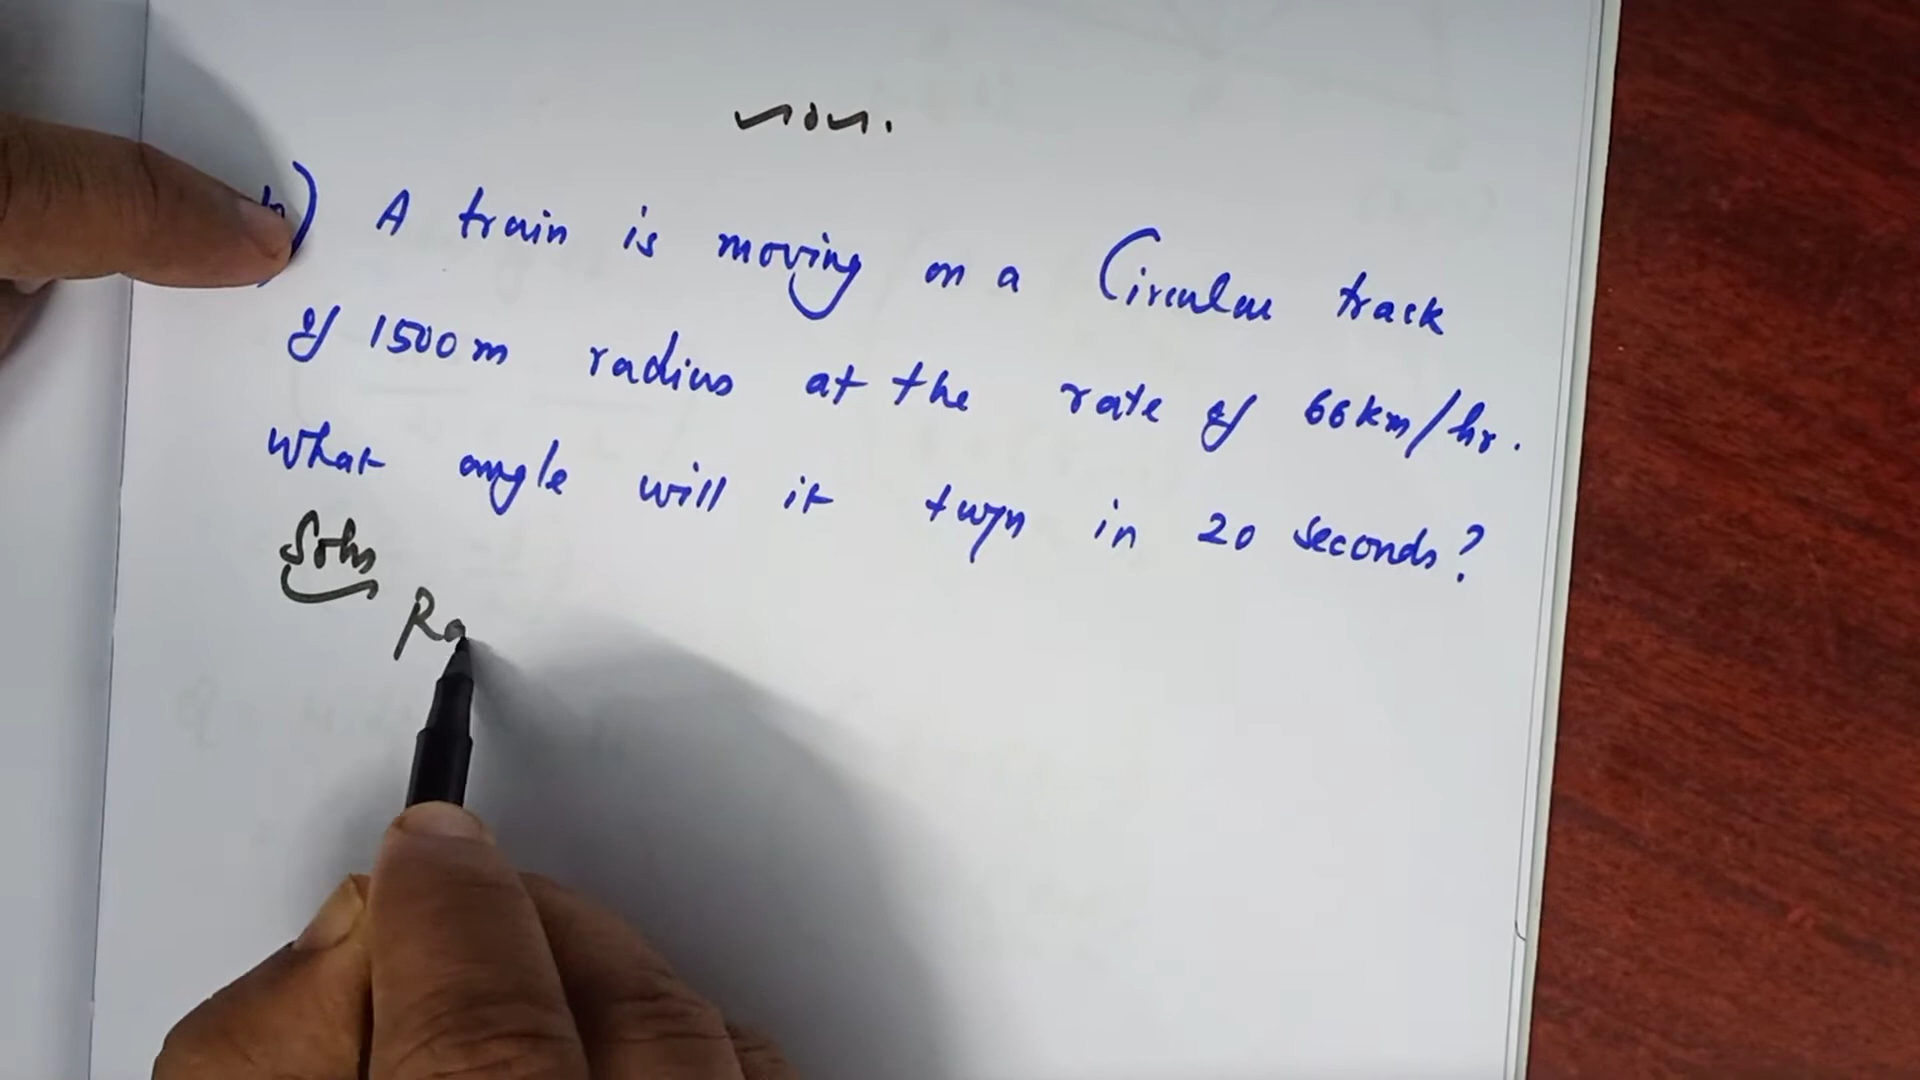 A train is moving on a Circular track
of 1500m radius at the rate of 66km/hr.
What angle will it turn in 20 seconds?
Soln
Ra